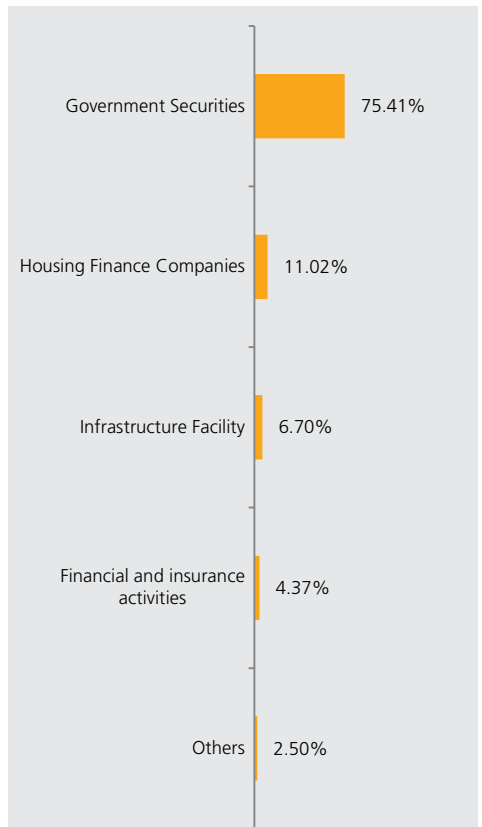 Government Securities 75.41%
Housing Finance Companies 11.02%
Infrastructure Facility 6.70%
Financial and insurance
activities 4.37%
Others 2.50%